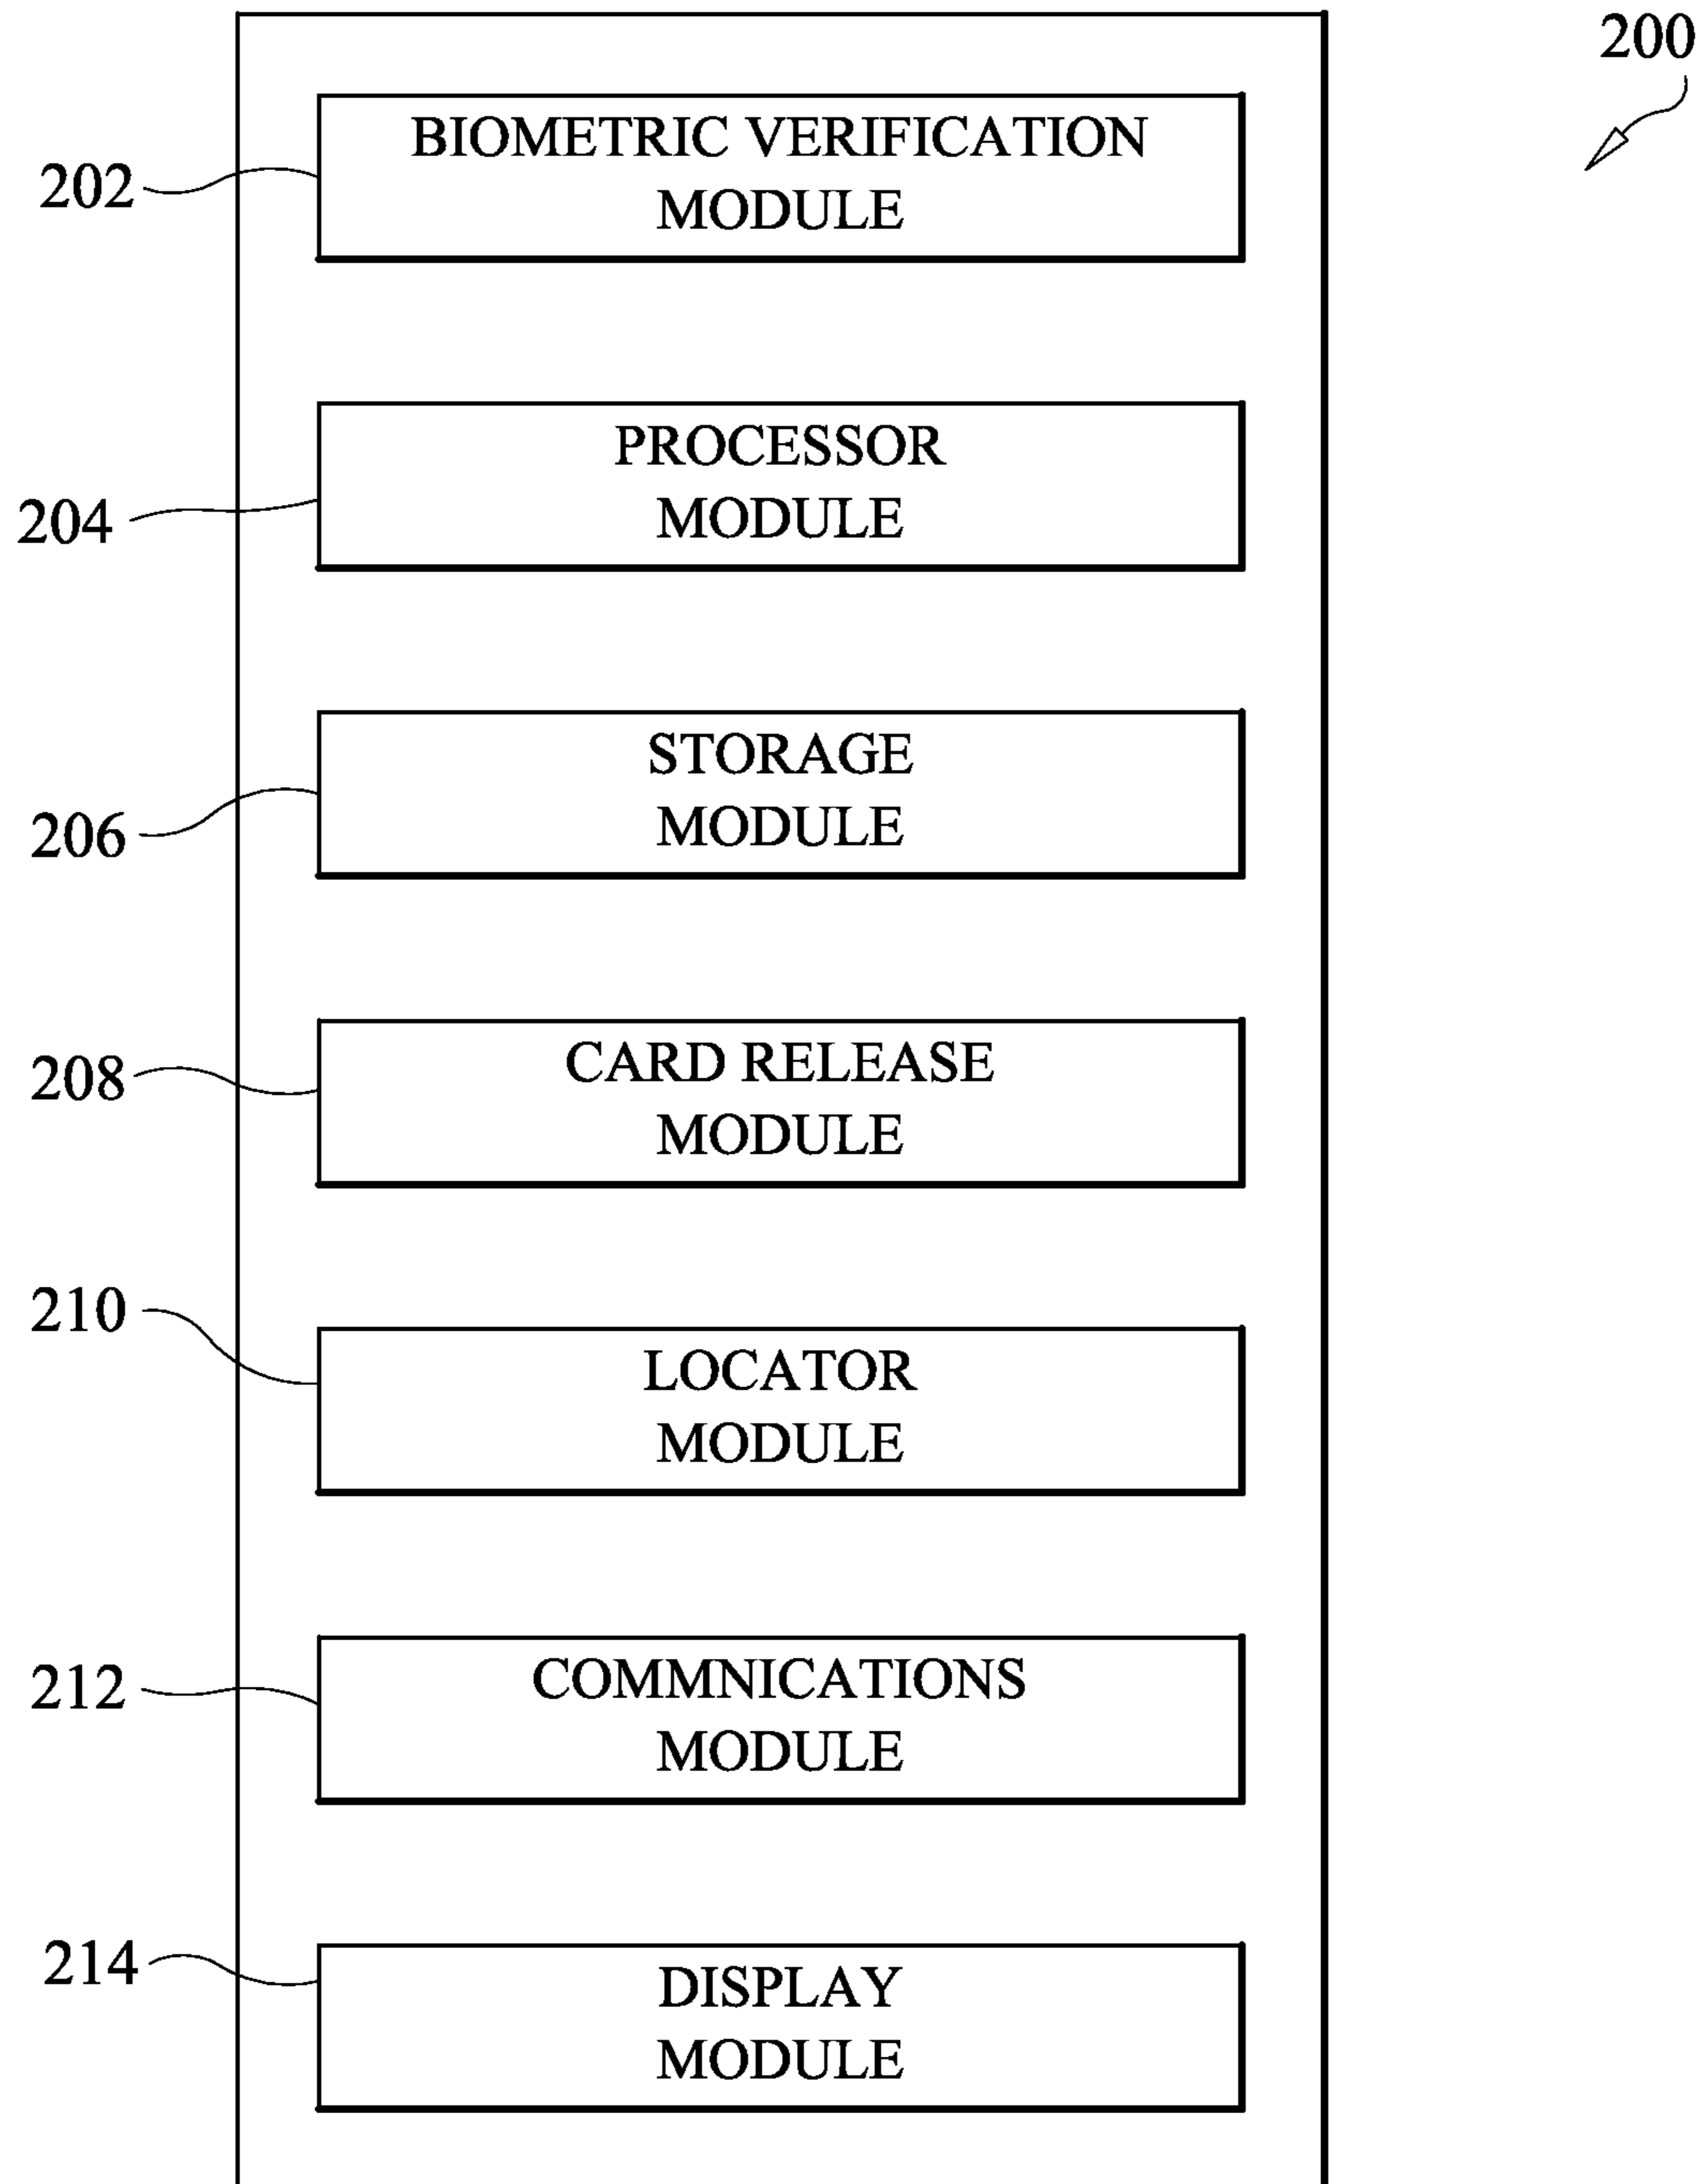 200
BIOMETRIC VERIFICATION
MODULE
202
PROCESSOR
MODULE
204
STORAGE
MODULE
206
CARD RELEASE
MODULE
208
210
LOCATOR
MODULE
212
COMMNICATIONS
MODULE
214
DISPLAY
MODULE